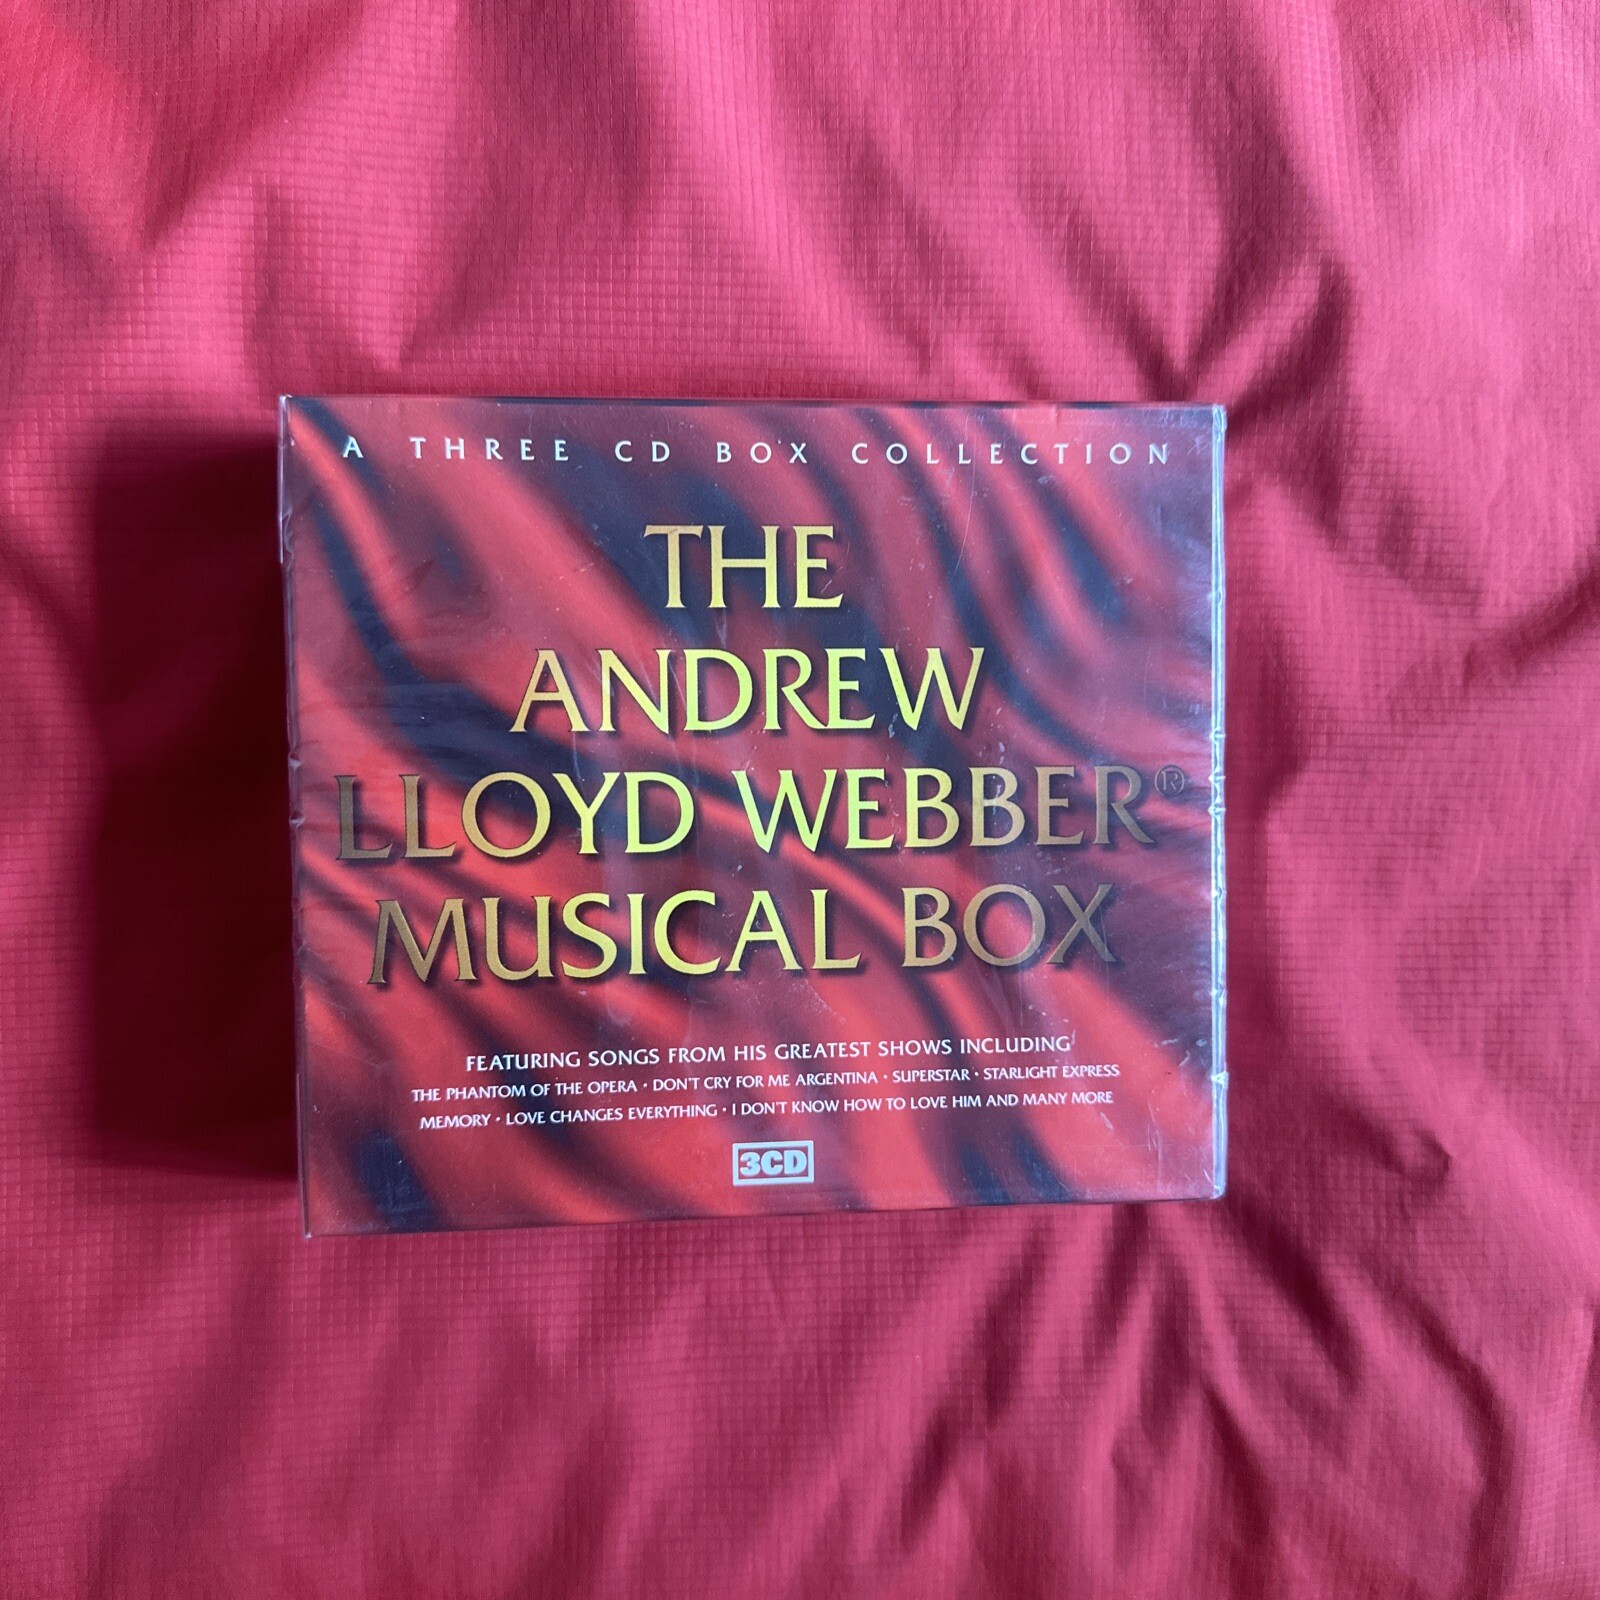 A THREE CD BOX COLLECTION
THE
ANDREW
LLOYD WEBBER®
MUSICAL BOX
FEATURING SONGS FROM HIS GREATEST SHOWS INCLUDING
THE PHANTOM OF THE OPERA • DON'T CRY FOR ME ARGENTINA • SUPERSTAR • STARLIGHT EXPRESS
MEMORY • LOVE CHANGES EVERYTHING • I DON'T KNOW HOW TO LOVE HIM AND MANY MORE
3CD